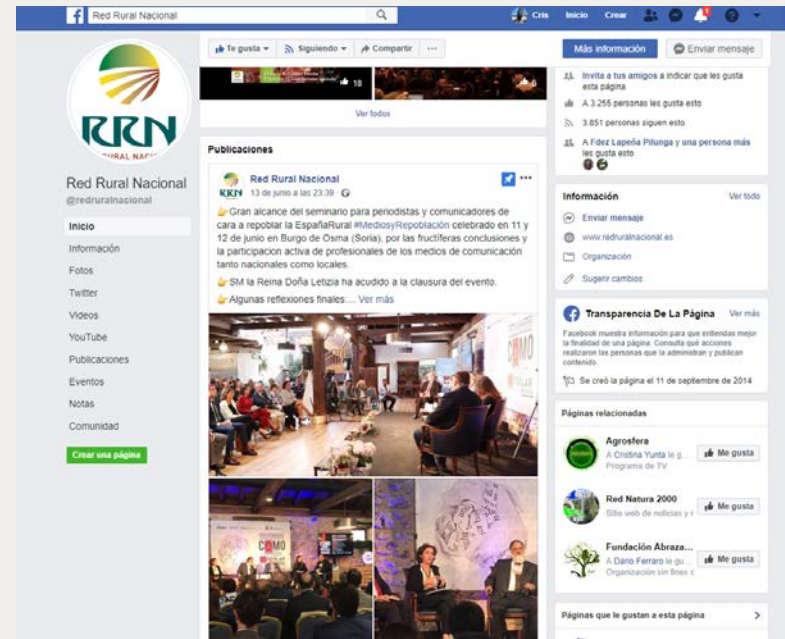 Red Rural Nacional
Cris Inicio Crear
RRN
RURAL NACI
Red Rural Nacional
@redruralnacional
Inicio
Información
Fotos
Twitter
Videos
YouTube
Publicaciones
Eventos
Notas
Comunidad
Crear una página
Te gusta Siguiendo Compartir ...
18
Ver todos
Publicaciones
Red Rural Nacional
RRN
13 de junio a las 23:39
Gran alcance del seminario para periodistas y comunicadores de
cara a repoblar la EspañaRural #MediosyRepoblación celebrado en 11 y
12 de junio en Burgo de Osma (Soria), por las fructíferas conclusiones y
la participacion activa de profesionales de los medios de comunicación
tanto nacionales como locales.
SM la Reina Doña Letizia ha acudido a la clausura del evento.
Algunas reflexiones finales:... Ver más
Más información Enviar mensaje
Invita a tus amigos a indicar que les gusta
esta página
A 3.255 personas les gusta esto
3.851 personas siguen esto
A Fdez Lapeña Pilunga y una persona más
les gusta esto
Información Ver todo
Enviar mensaje
www.redruralnacional.es
Organización
Sugerir cambios
Transparencia De La Página Ver más
Facebook muestra información para que entiendas mejor
la finalidad de una página. Consulta qué acciones
realizaron las personas que la administran y publican
contenido.
Se creó la página el 11 de septiembre de 2014
Páginas relacionadas
Agrosfera
A Cristina Yunta le g...
Programa de TV
Me gusta
Red Natura 2000
Sitio web de noticias y r
Me gusta
Fundación Abraza...
A Dario Ferraro le gu...
Organización sin fines c
Me gusta
Páginas que le gustan a esta página